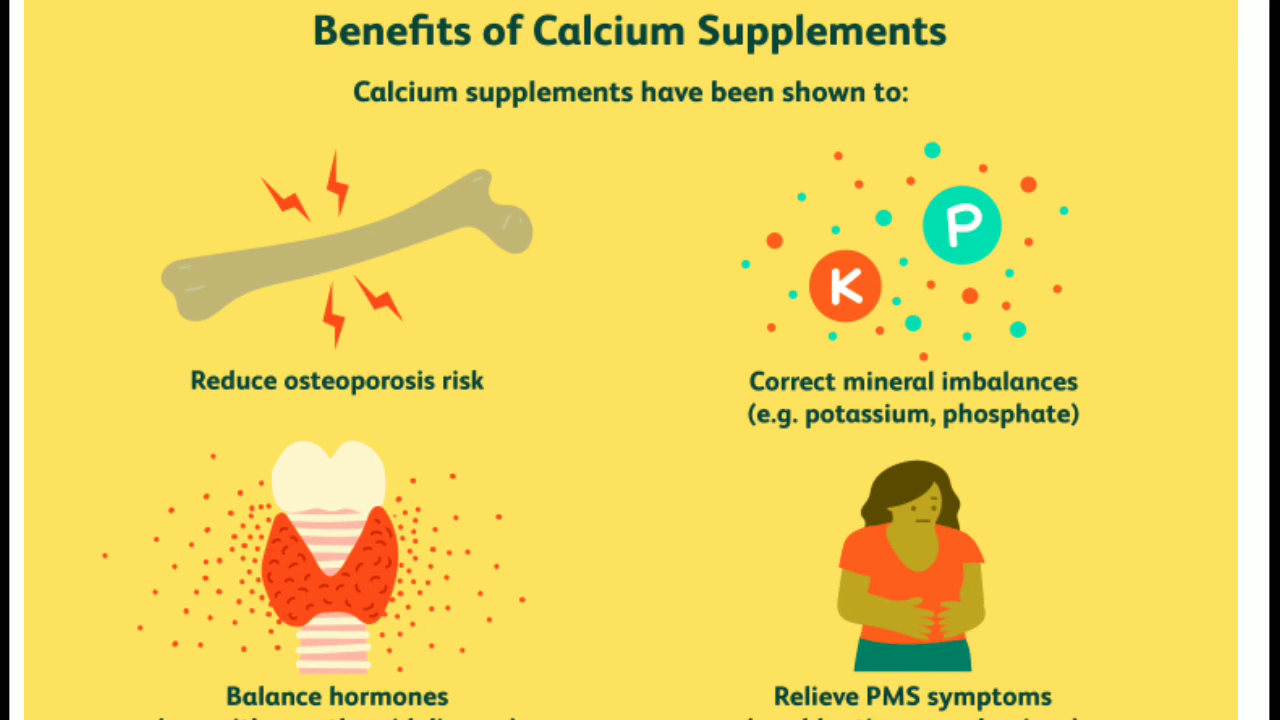 Benefits of Calcium Supplements
Calcium supplements have been shown to:
P
K
Reduce osteoporosis risk
Correct mineral imbalances
(e.g. potassium, phosphate)
Balance hormones
Relieve PMS symptoms